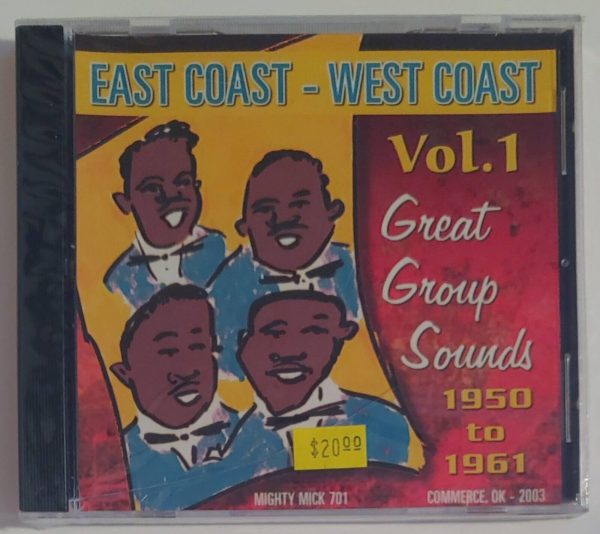 EAST COAST - WEST COAST
Vol.1
Great
Group
Sounds
1950
to
1961
$20.00
MIGHTY MICK 701
COMMERCE, OK - 2003